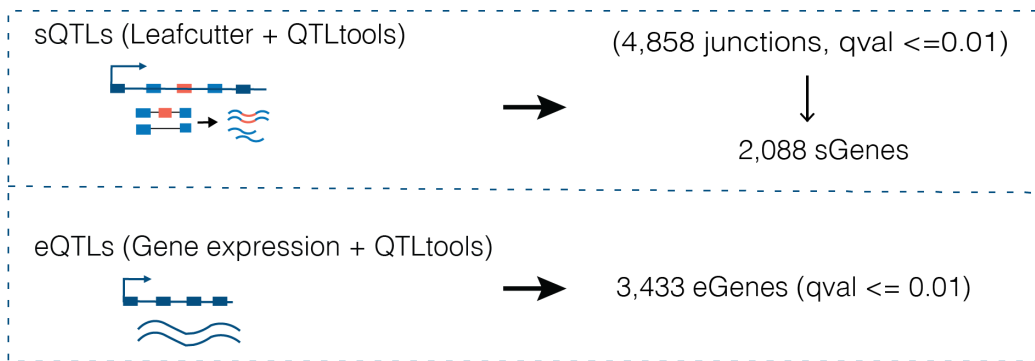 sQTLs (Leafcutter + QTLtools)
(4,858 junctions, qval <=0.01)
2,088 sGenes
eQTLs (Gene expression + QTLtools)
3,433 eGenes (qval <= 0.01)